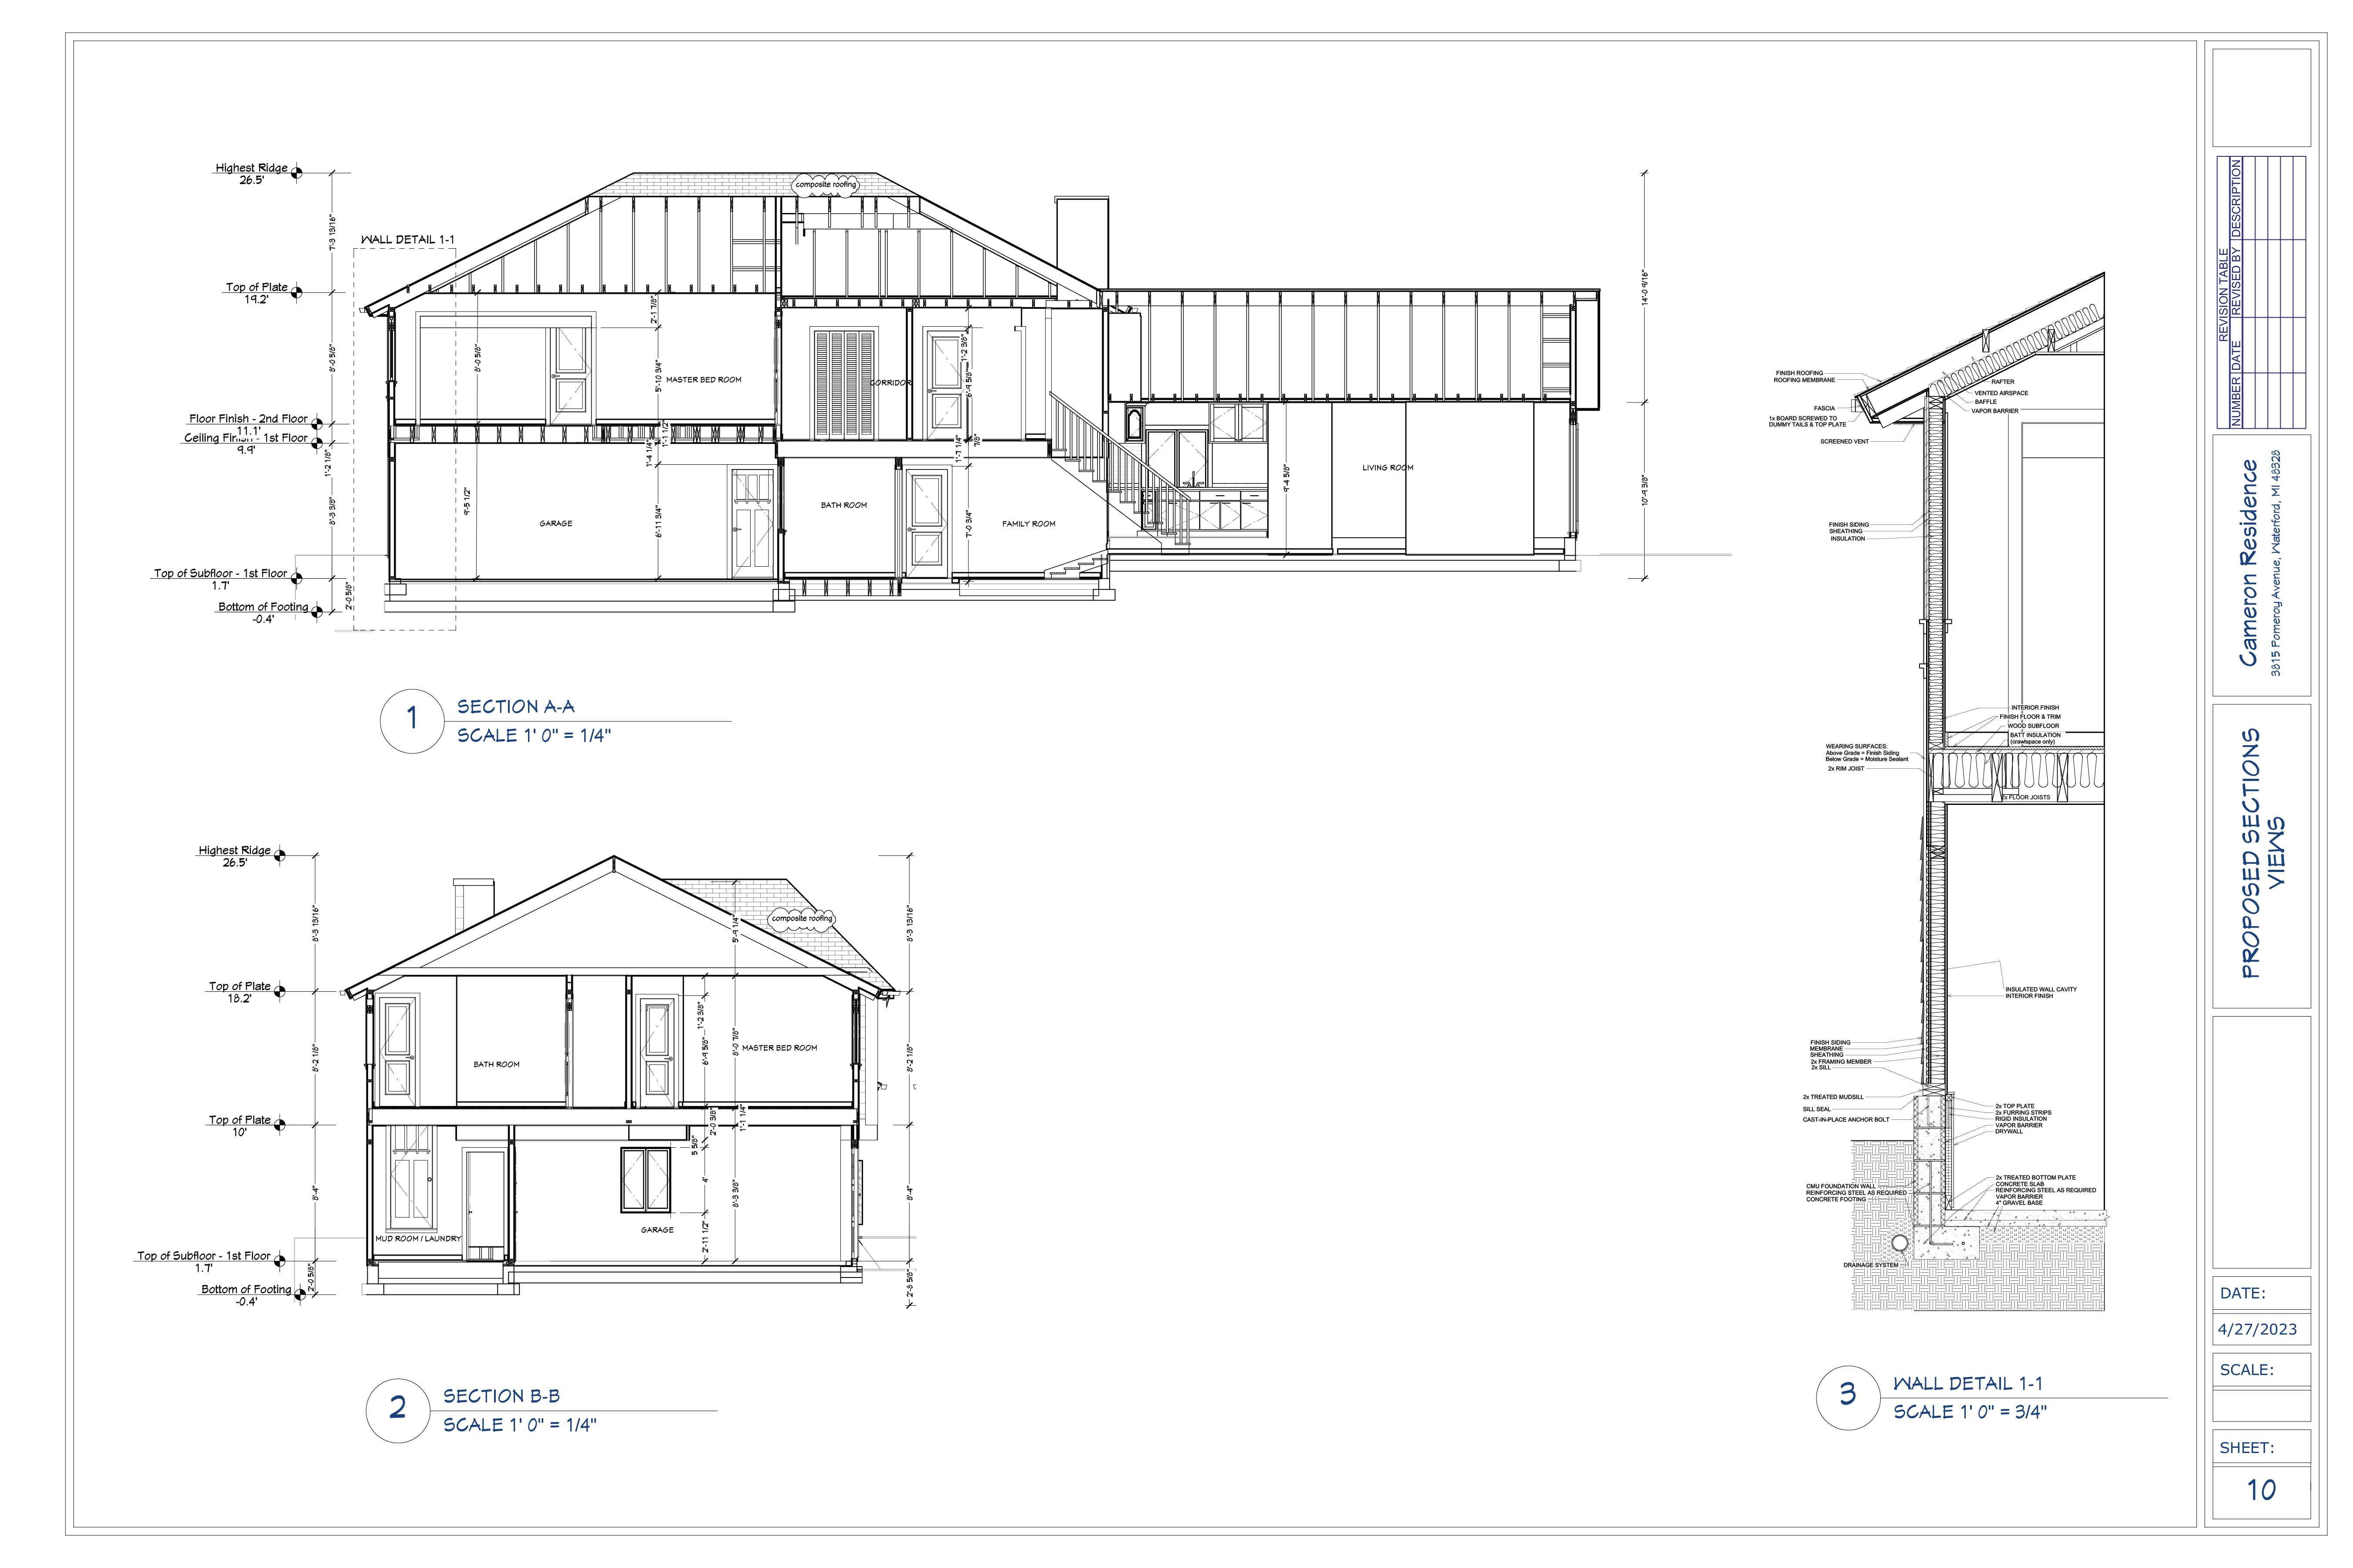 Highest Ridge
26.5'
7'-3 13/16"
WALL DETAIL 1-1
Top of Plate
19.2'
8'-0 5/8"
Floor Finish - 2nd Floor
11.1'
Ceiling Finish - 1st Floor
9.9'
1'-2 1/8"
8'-3 3/8"
Top of Subfloor - 1st Floor
1.7'
2'-0 5/8"
Bottom of Footing
-0.4'
composite roofing
2'-1 7/8"
8'-0 5/8"
5'-10 3/4"
MASTER BED ROOM
CORRIDOR
1'-2 3/8"
6'-9 5/8"
1'-1 1/2"
1'-4 1/4"
1'-1 1/4"
7/8"
9'-5 1/2"
6'-11 3/4"
GARAGE
BATH ROOM
7'-0 3/4"
FAMILY ROOM
9'-4 5/8"
LIVING ROOM
14'-0 9/16"
10'-9 3/8"
1
SECTION A-A
SCALE 1' 0" = 1/4"
Highest Ridge
26.5'
8'-3 13/16"
Top of Plate
18.2'
8'-2 1/8"
Top of Plate
10'
8'-4"
Top of Subfloor - 1st Floor
1.7'
2'-0 5/8"
Bottom of Footing
-0.4'
composite roofing
5'-9 1/4"
8'-3 13/16"
1'-2 3/8"
6'-9 5/8"
8'-0 7/8"
MASTER BED ROOM
BATH ROOM
8'-2 1/8"
2'-0 3/8"
1'-1 1/4"
5 5/8"
4'
8'-3 3/8"
8'-4"
2'-11 1/2"
GARAGE
MUD ROOM / LAUNDRY
2'-8 5/8"
2
SECTION B-B
SCALE 1' 0" = 1/4"
FINISH ROOFING
ROOFING MEMBRANE
FASCIA
1x BOARD SCREWED TO
DUMMY TAILS & TOP PLATE
SCREENED VENT
RAFTER
VENTED AIRSPACE
BAFFLE
VAPOR BARRIER
FINISH SIDING
SHEATHING
INSULATION
INTERIOR FINISH
FINISH FLOOR & TRIM
WOOD SUBFLOOR
BATT INSULATION
(crawlspace only)
WEARING SURFACES:
Above Grade = Finish Siding
Below Grade = Moisture Sealant
2x RIM JOIST
2x FLOOR JOISTS
INSULATED WALL CAVITY
INTERIOR FINISH
FINISH SIDING
MEMBRANE
SHEATHING
2x FRAMING MEMBER
2x SILL
2x TREATED MUDSILL
SILL SEAL
CAST-IN-PLACE ANCHOR BOLT
2x TOP PLATE
2x FURRING STRIPS
RIGID INSULATION
VAPOR BARRIER
DRYWALL
CMU FOUNDATION WALL
REINFORCING STEEL AS REQUIRED
CONCRETE FOOTING
2x TREATED BOTTOM PLATE
CONCRETE SLAB
REINFORCING STEEL AS REQUIRED
VAPOR BARRIER
4" GRAVEL BASE
DRAINAGE SYSTEM
3
WALL DETAIL 1-1
SCALE 1' 0" = 3/4"
REVISION TABLE
NUMBER DATE REVISED BY DESCRIPTION
Cameron Residence
3815 Pomeroy Avenue, Waterford, MI 48328
PROPOSED SECTIONS
VIEWS
DATE:
4/27/2023
SCALE:
SHEET:
10